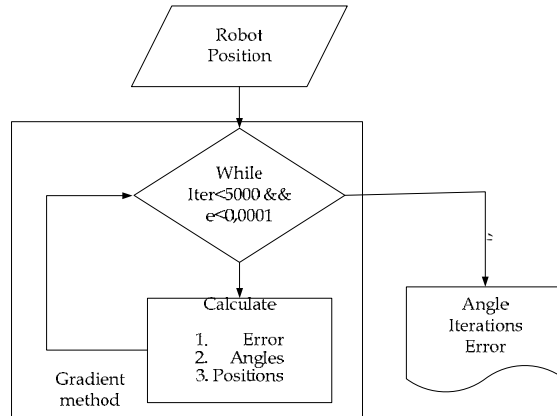 Robot
Position
While
Iter<5000 &&
e<0,0001
Calculate
1. Error
2. Angles
3. Positions
Gradient
method
Angle
Iterations
Error